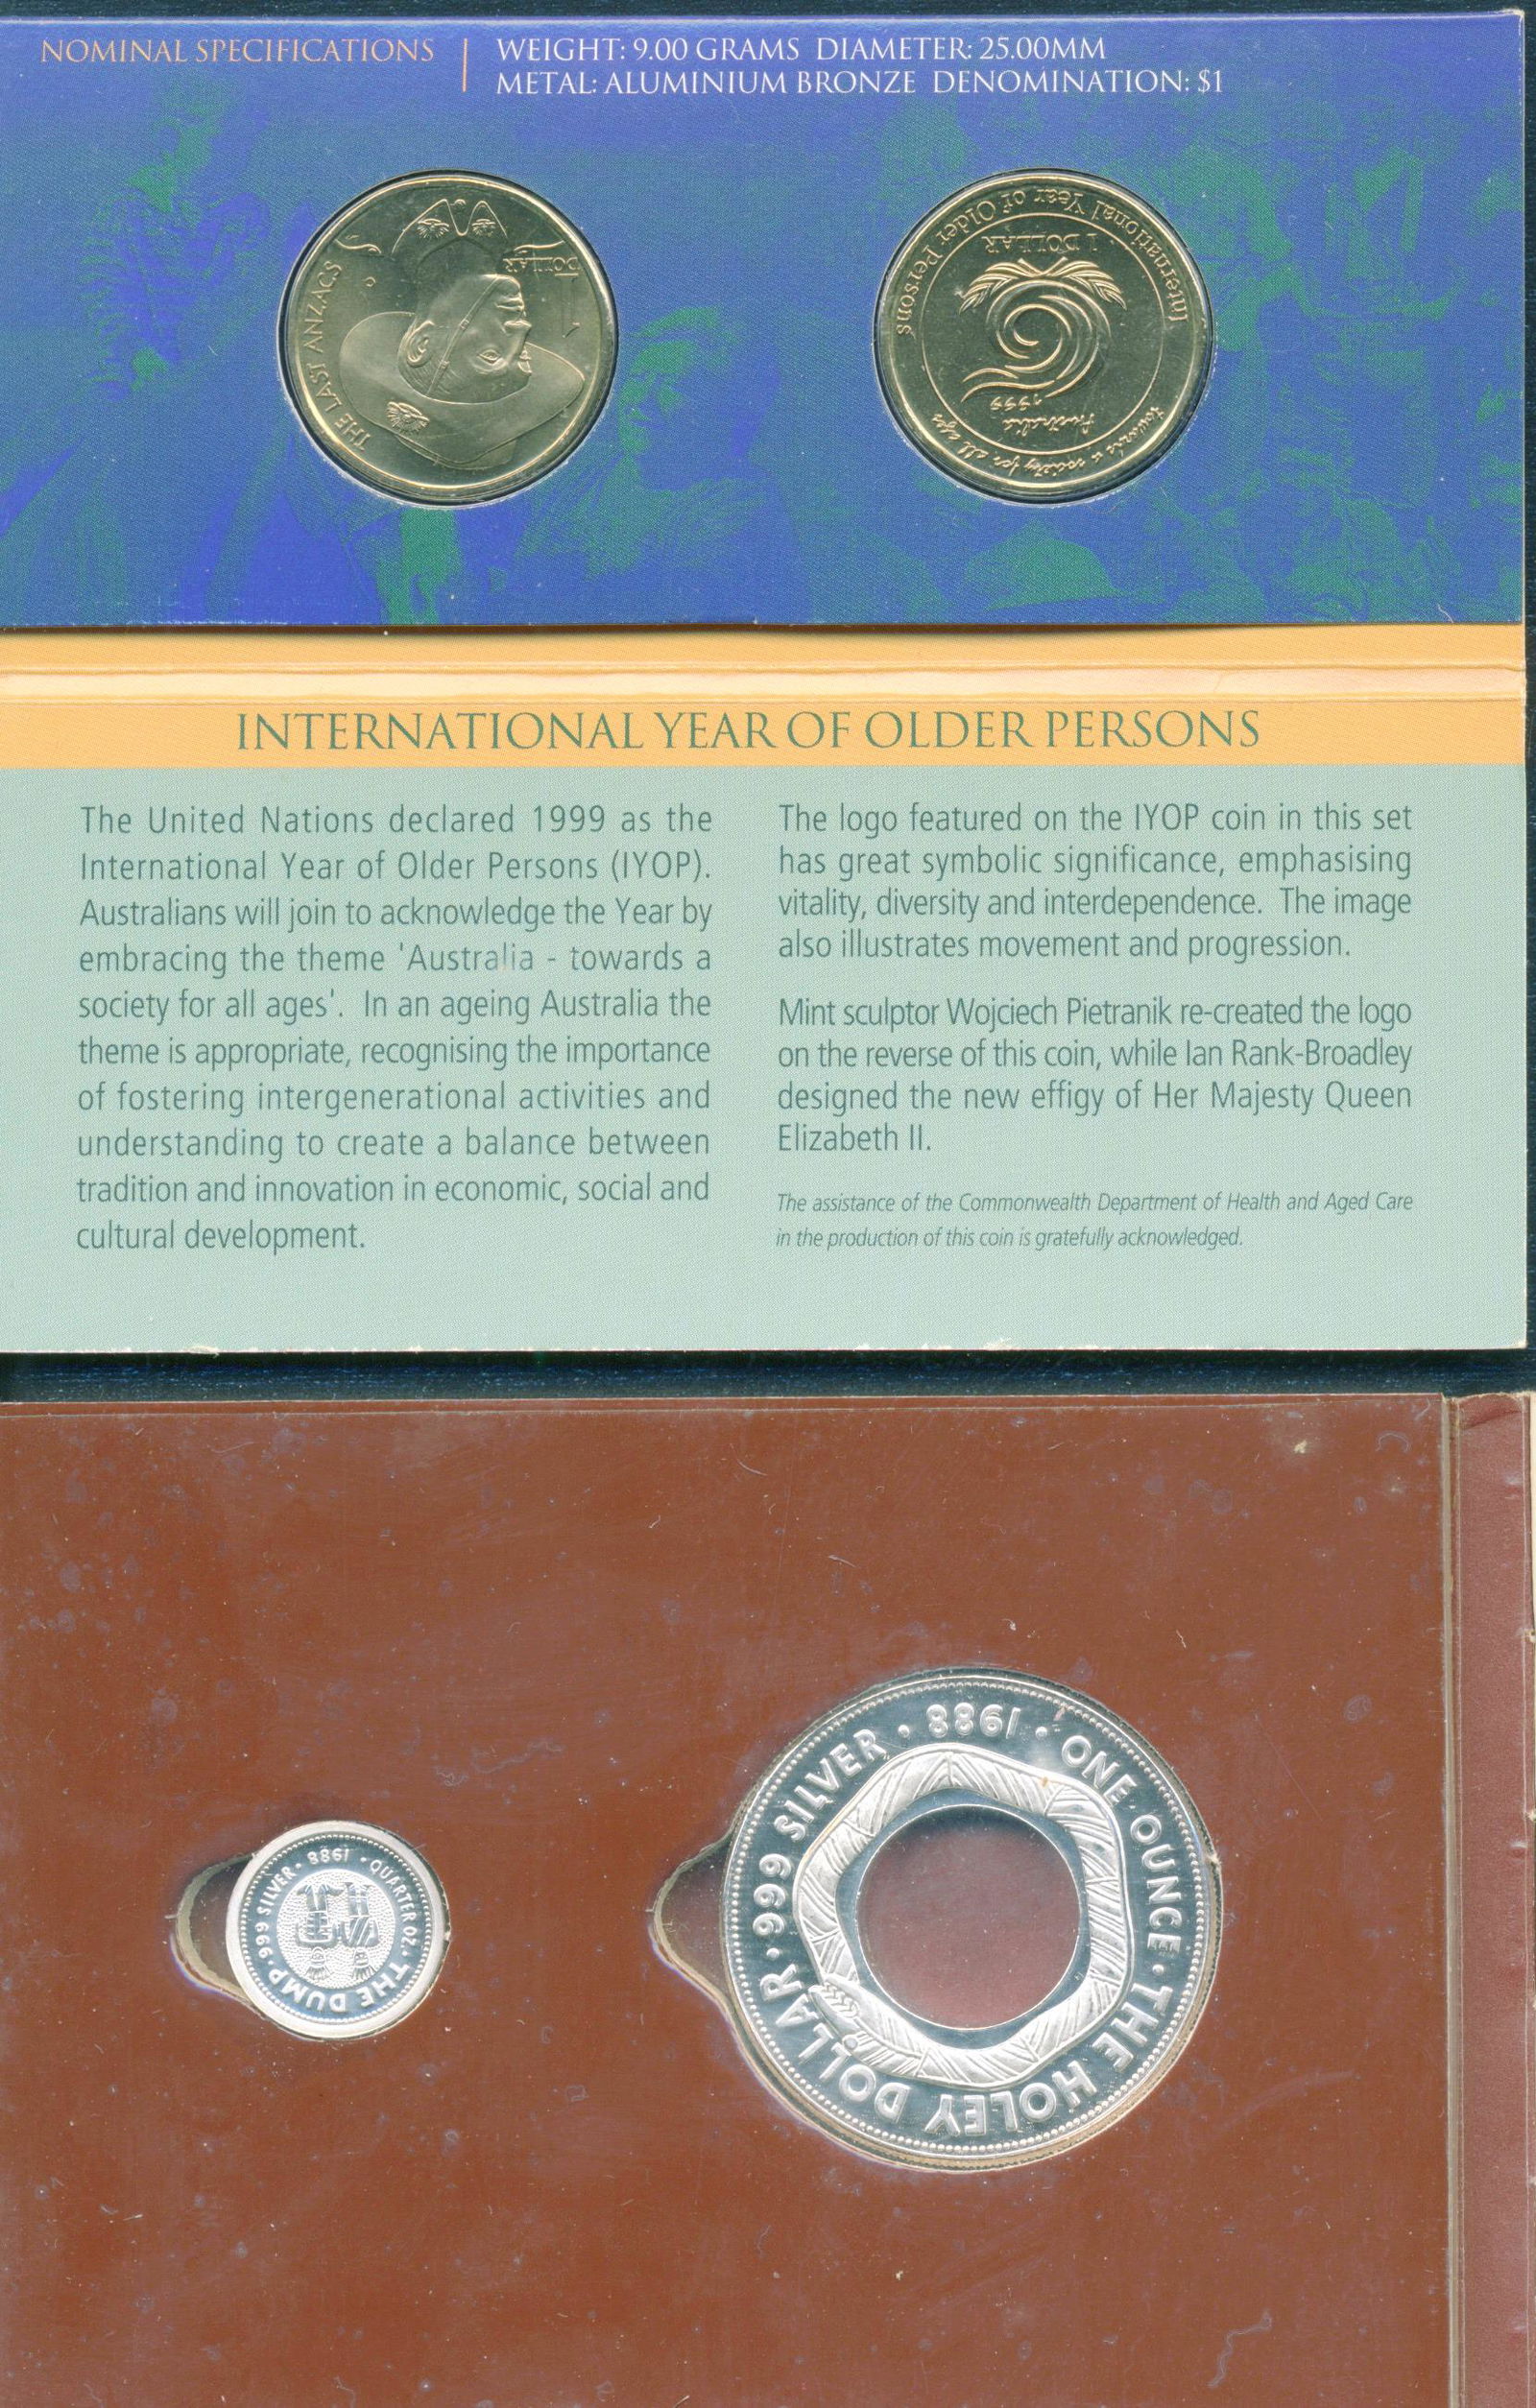 NOMINAL SPECIFICATIONS
WEIGHT: 9.00 GRAMS DIAMETER: 25.00MM
METAL: ALUMINIUM BRONZE DENOMINATION: $1
THE LAST ANZACS
1
DOLLAR
International Year of Older Persons
1 DOLLAR
Australia
1999
towards a society for all ages
INTERNATIONAL YEAR OF OLDER PERSONS
The United Nations declared 1999 as the
International Year of Older Persons (IYOP).
Australians will join to acknowledge the Year by
embracing the theme 'Australia - towards a
society for all ages'. In an ageing Australia the
theme is appropriate, recognising the importance
of fostering intergenerational activities and
understanding to create a balance between
tradition and innovation in economic, social and
cultural development.
The logo featured on the IYOP coin in this set
has great symbolic significance, emphasising
vitality, diversity and interdependence. The image
also illustrates movement and progression.
Mint sculptor Wojciech Pietranik re-created the logo
on the reverse of this coin, while Ian Rank-Broadley
designed the new effigy of Her Majesty Queen
Elizabeth II.
The assistance of the Commonwealth Department of Health and Aged Care
in the production of this coin is gratefully acknowledged.
THE DUMP · 999 SILVER · 1988 · QUARTER OZ ·
THE HOLEY DOLLAR · 999 SILVER · 1988 · ONE OUNCE ·